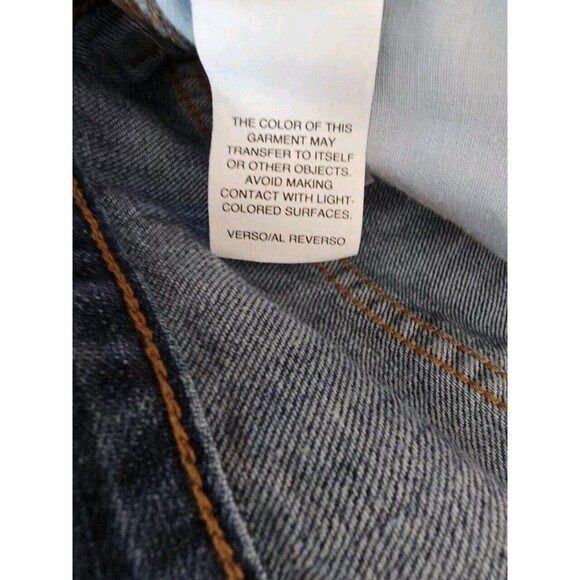 THE COLOR OF THIS
GARMENT MAY
TRANSFER TO ITSELF
OR OTHER OBJECTS.
AVOID MAKING
CONTACT WITH LIGHT-
COLORED SURFACES.
VERSO/AL REVERSO